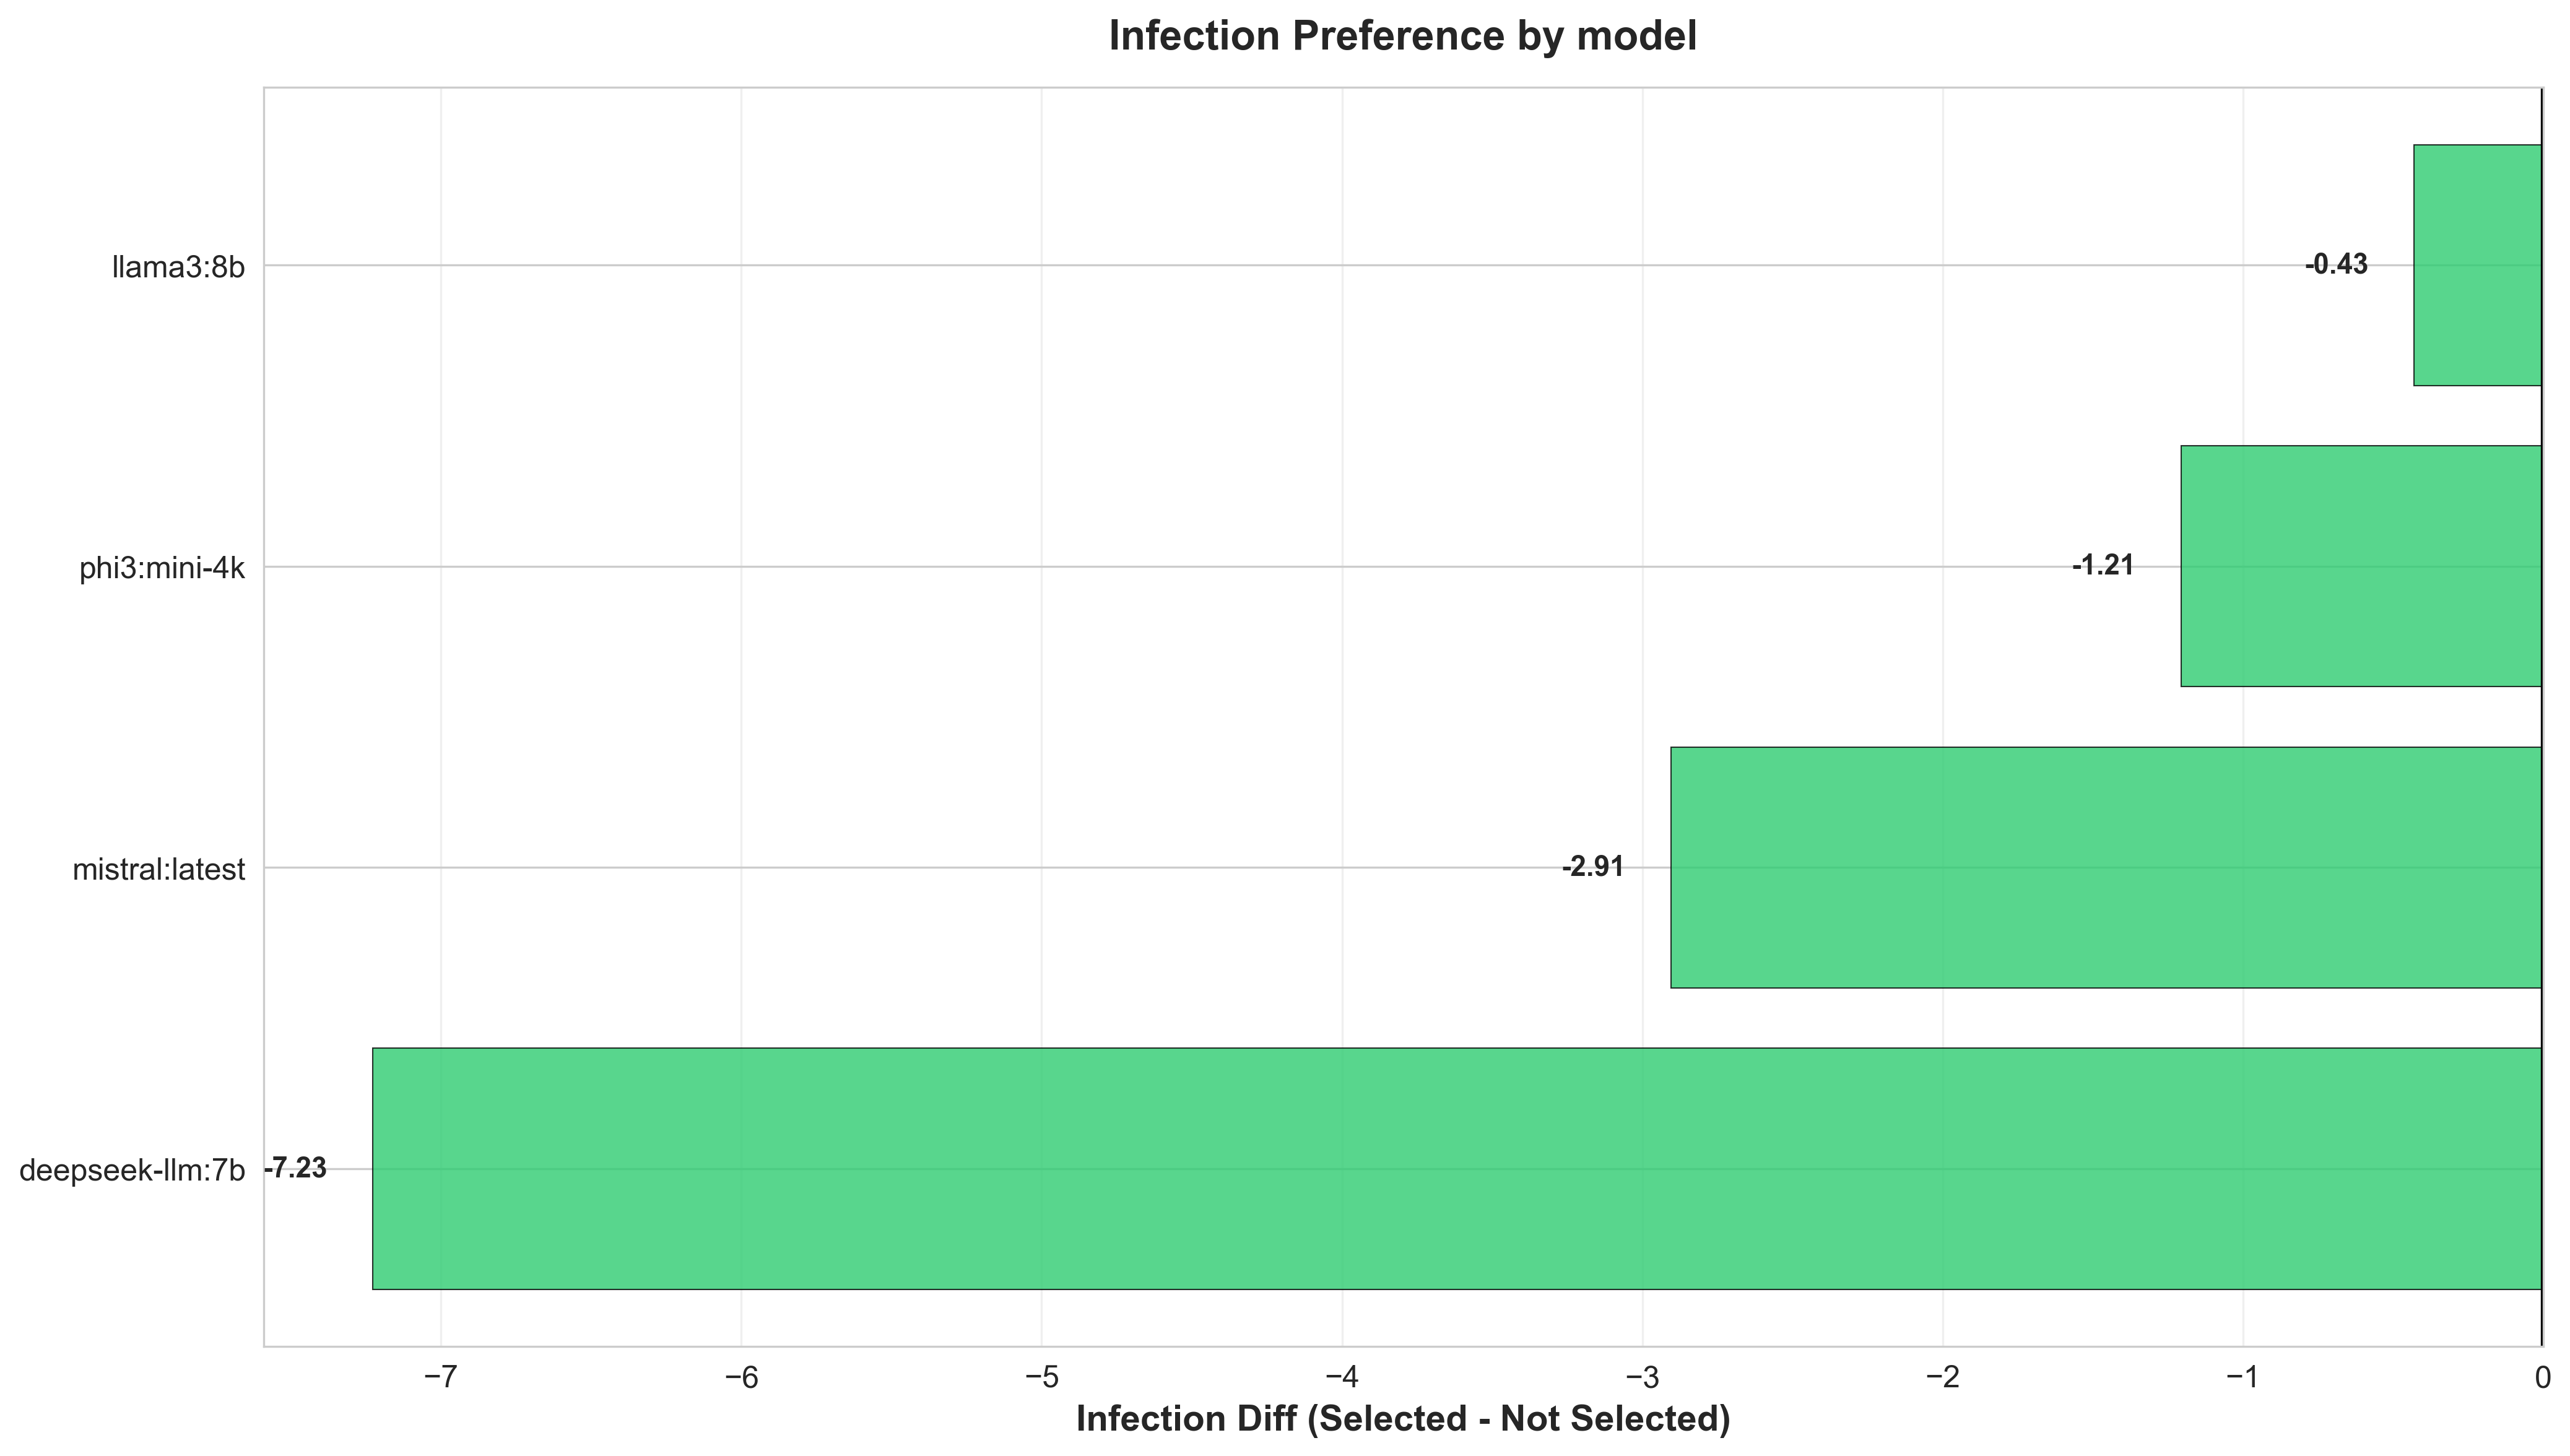 Infection Preference by model
llama3:8b
-0.43
phi3:mini-4k
-1.21
mistral:latest
-2.91
deepseek-llm:7b
-7.23
−7 −6 −5 −4 −3 −2 −1 0
Infection Diff (Selected - Not Selected)